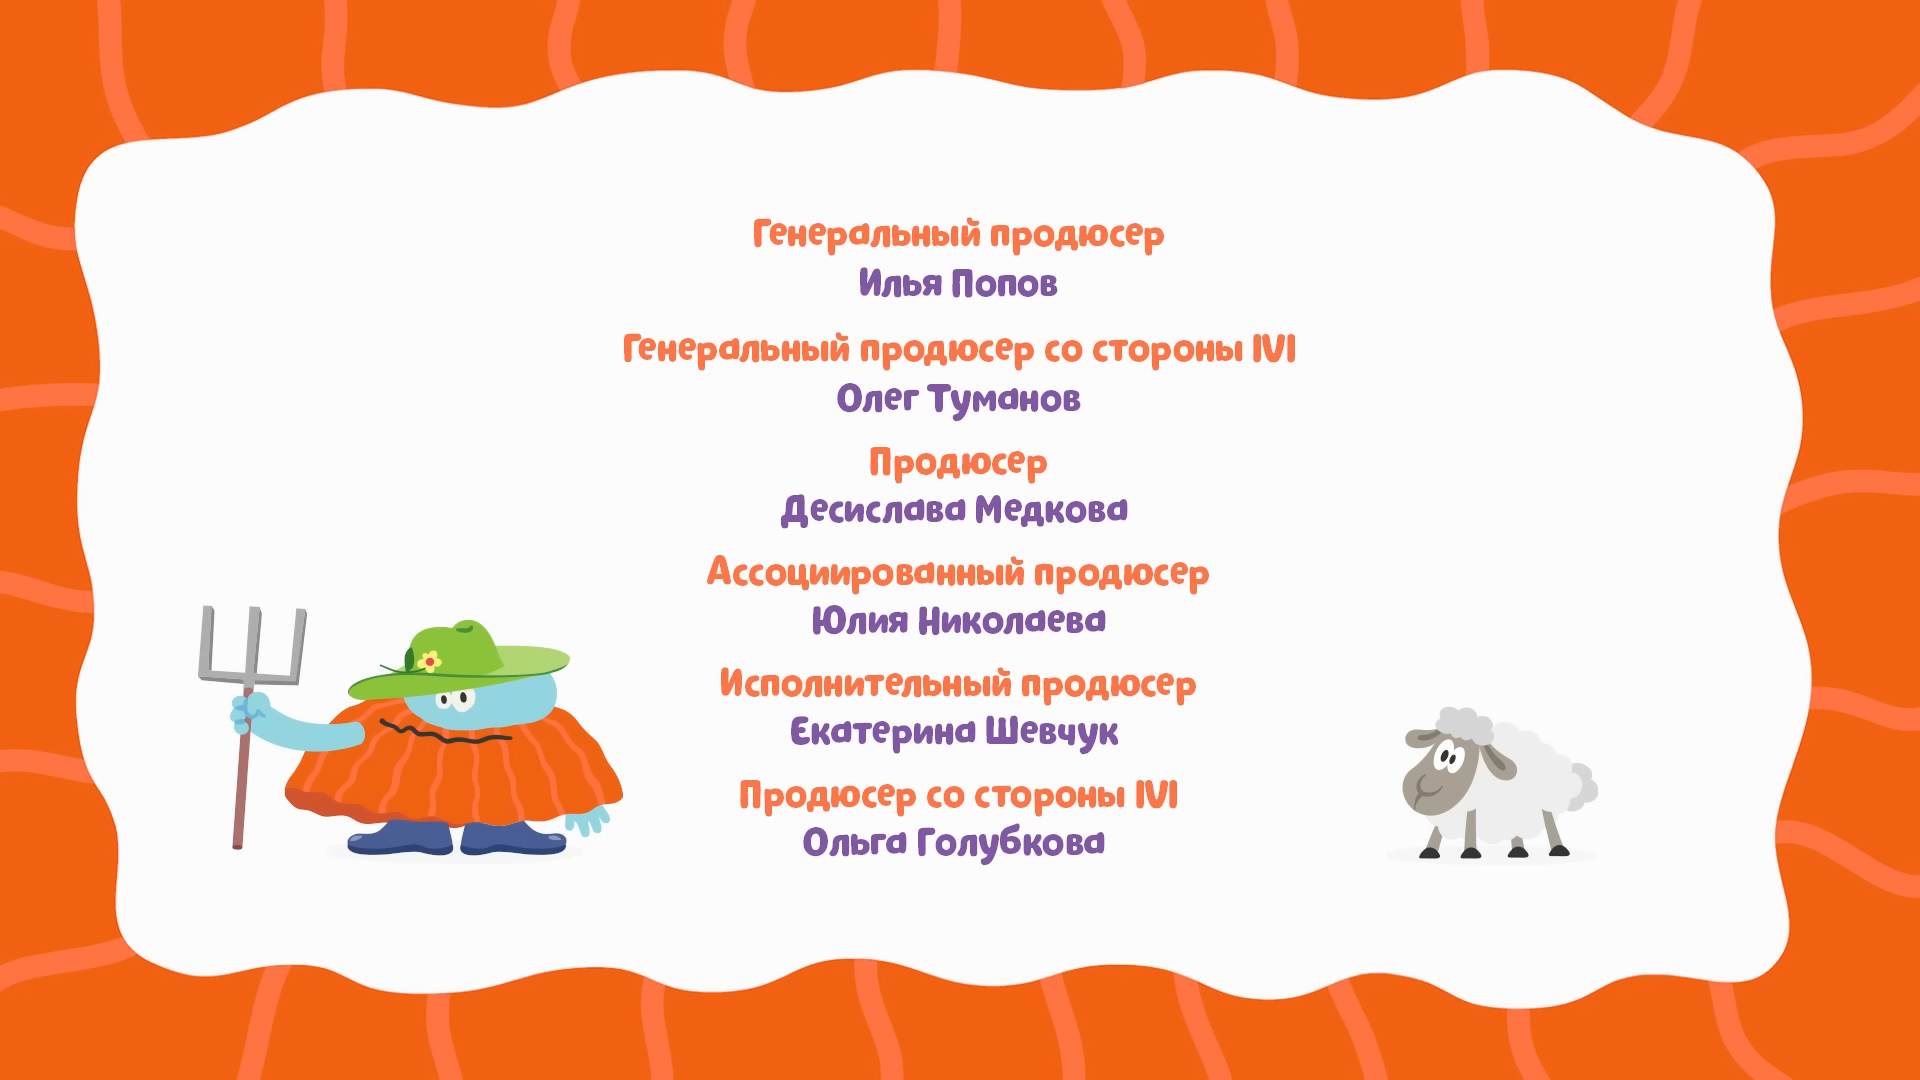 Генеральный продюсер
Илья Попов
Генеральный продюсер со стороны IVI
Олег Туманов
Продюсер
Десислава Медкова
Ассоциированный продюсер
Юлия Николаева
Исполнительный продюсер
Екатерина Шевчук
Продюсер со стороны IVI
Ольга Голубкова